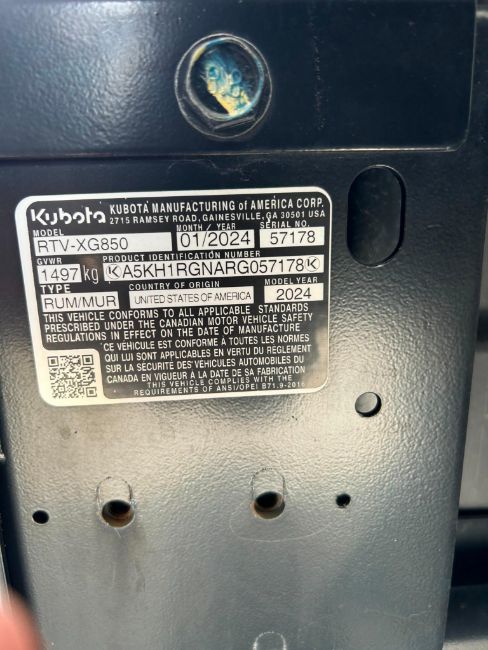 Kubota KUBOTA MANUFACTURING of AMERICA CORP.
2715 RAMSEY ROAD, GAINESVILLE, GA 30501 USA
MODEL MONTH / YEAR SERIAL NO
RTV-XG850 01/2024 57178
GVWR PRODUCT IDENTIFICATION NUMBER
1497 kg K A5KH1RGNARG057178 K
TYPE COUNTRY OF ORIGIN MODEL YEAR
RUM/MUR UNITED STATES OF AMERICA 2024
THIS VEHICLE CONFORMS TO ALL APPLICABLE STANDARDS
PRESCRIBED UNDER THE CANADIAN MOTOR VEHICLE SAFETY
REGULATIONS IN EFFECT ON THE DATE OF MANUFACTURE
CE VÉHICULE EST CONFORME A TOUTES LES NORMES
QUI LUI SONT APPLICABLES EN VERTU DU RÈGLEMENT
SUR LA SÉCURITÉ DES VÉHICULES AUTOMOBILES DU
CANADA EN VIGUEUR A LA DATE DE SA FABRICATION
THIS VEHICLE COMPLIES WITH THE
REQUIREMENTS OF ANSI/OPEI B71.9-2016